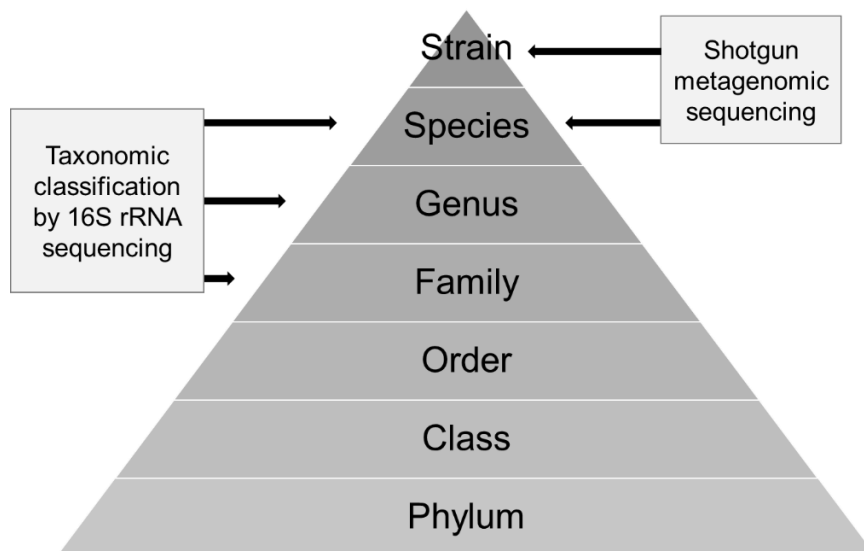 Strain
Shotgun
metagenomic
sequencing
Species
Taxonomic
classification
by 16S rRNA
sequencing
Genus
Family
Order
Class
Phylum